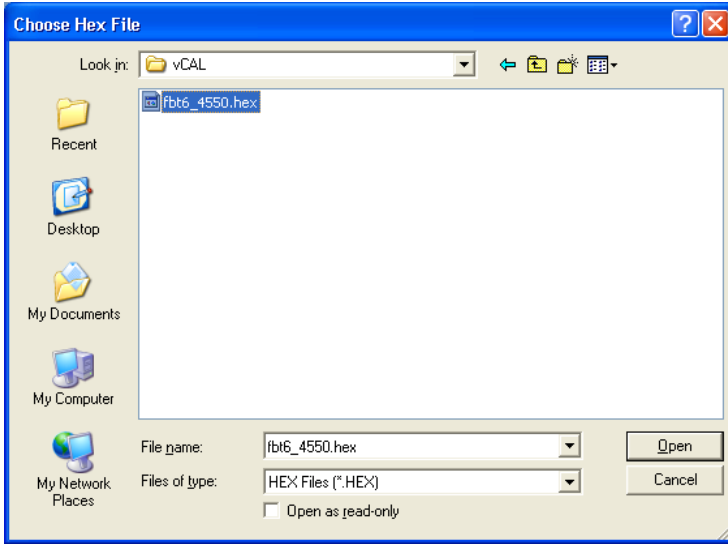 Choose Hex File
Look in: vCAL
fbt6_4550.hex
Recent
Desktop
My Documents
My Computer
My Network
Places
File name: fbt6_4550.hex Open
Files of type: HEX Files (*.HEX) Cancel
Open as read-only